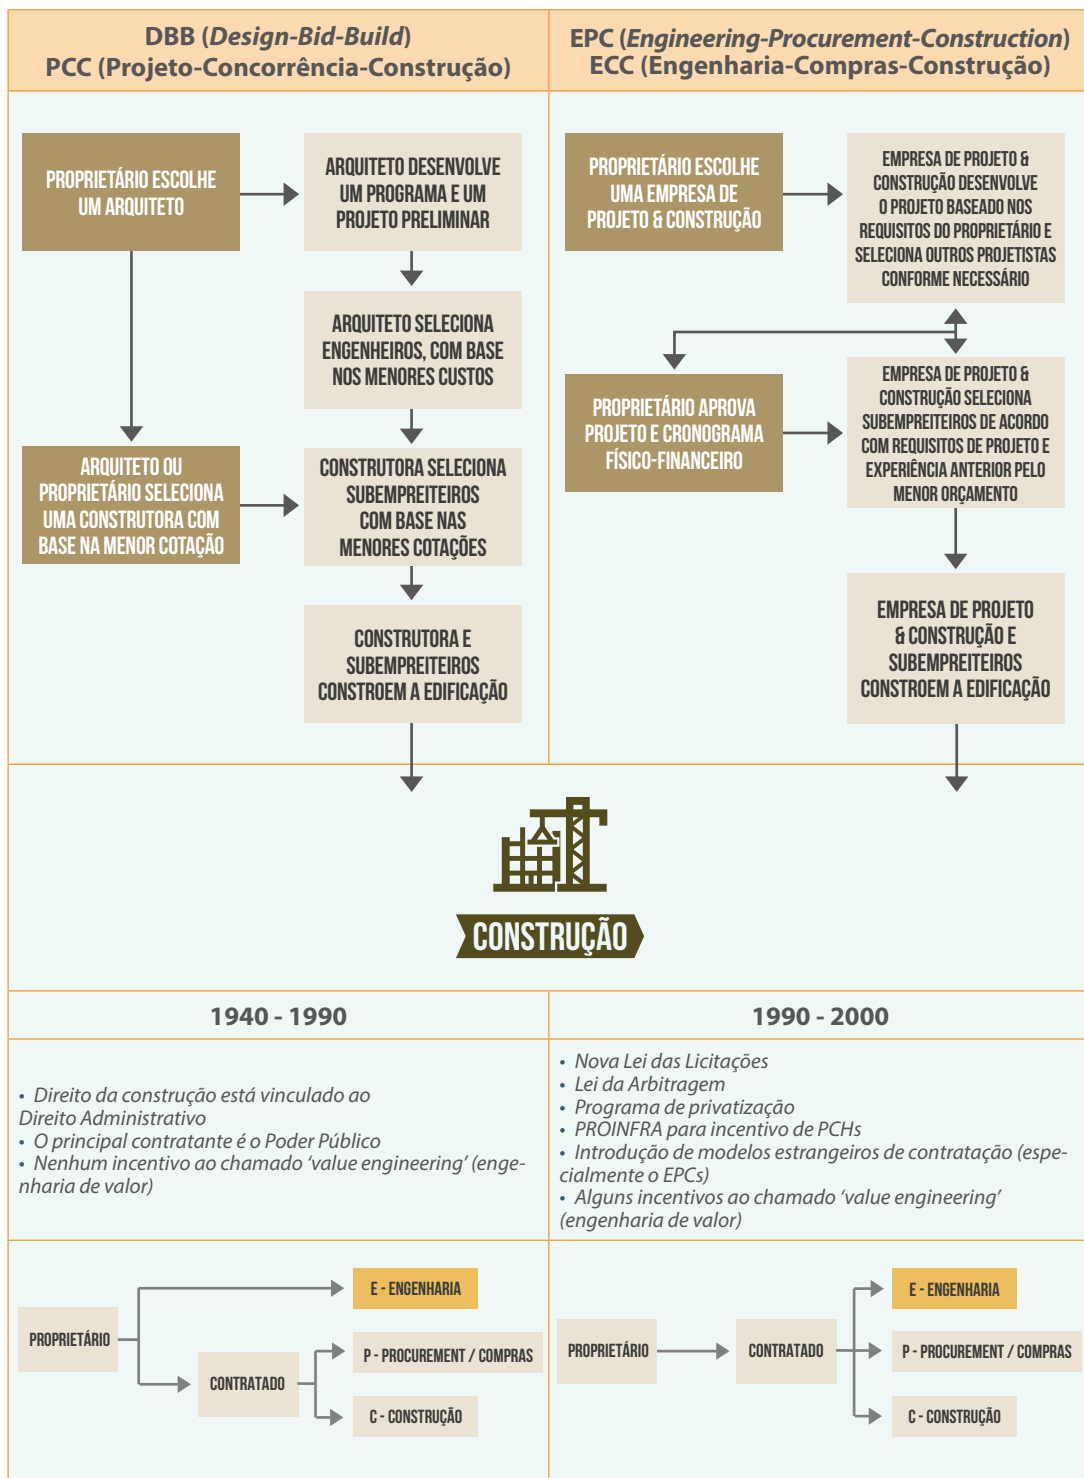 DBB (Design-Bid-Build)
PCC (Projeto-Concorrência-Construção)
PROPRIETÁRIO ESCOLHE
UM ARQUITETO
ARQUITETO DESENVOLVE
UM PROGRAMA E UM
PROJETO PRELIMINAR
ARQUITETO SELECIONA
ENGENHEIROS, COM BASE
NOS MENORES CUSTOS
ARQUITETO OU
PROPRIETÁRIO SELECIONA
UMA CONSTRUTORA COM
BASE NA MENOR COTAÇÃO
CONSTRUTORA SELECIONA
SUBEMPREITEIROS
COM BASE NAS
MENORES COTAÇÕES
CONSTRUTORA E
SUBEMPREITEIROS
CONSTROEM A EDIFICAÇÃO
EPC (Engineering-Procurement-Construction)
ECC (Engenharia-Compras-Construção)
PROPRIETÁRIO ESCOLHE
UMA EMPRESA DE
PROJETO & CONSTRUÇÃO
EMPRESA DE PROJETO &
CONSTRUÇÃO DESENVOLVE
O PROJETO BASEADO NOS
REQUISITOS DO PROPRIETÁRIO E
SELECIONA OUTROS PROJETISTAS
CONFORME NECESSÁRIO
PROPRIETÁRIO APROVA
PROJETO E CRONOGRAMA
FÍSICO-FINANCEIRO
EMPRESA DE PROJETO &
CONSTRUÇÃO SELECIONA
SUBEMPREITEIROS DE ACORDO
COM REQUISITOS DE PROJETO E
EXPERIÊNCIA ANTERIOR PELO
MENOR ORÇAMENTO
EMPRESA DE PROJETO
& CONSTRUÇÃO E
SUBEMPREITEIROS
CONSTROEM A EDIFICAÇÃO
CONSTRUÇÃO
1940 - 1990
• Direito da construção está vinculado ao
Direito Administrativo
• O principal contratante é o Poder Público
• Nenhum incentivo ao chamado ‘value engineering’ (enge-
nharia de valor)
1990 - 2000
• Nova Lei das Licitações
• Lei da Arbitragem
• Programa de privatização
• PROINFRA para incentivo de PCHs
• Introdução de modelos estrangeiros de contratação (espe-
cialmente o EPCs)
• Alguns incentivos ao chamado ‘value engineering’
(engenharia de valor)
PROPRIETÁRIO
CONTRATADO
E - ENGENHARIA
P - PROCUREMENT / COMPRAS
C - CONSTRUÇÃO
PROPRIETÁRIO
CONTRATADO
E - ENGENHARIA
P - PROCUREMENT / COMPRAS
C - CONSTRUÇÃO